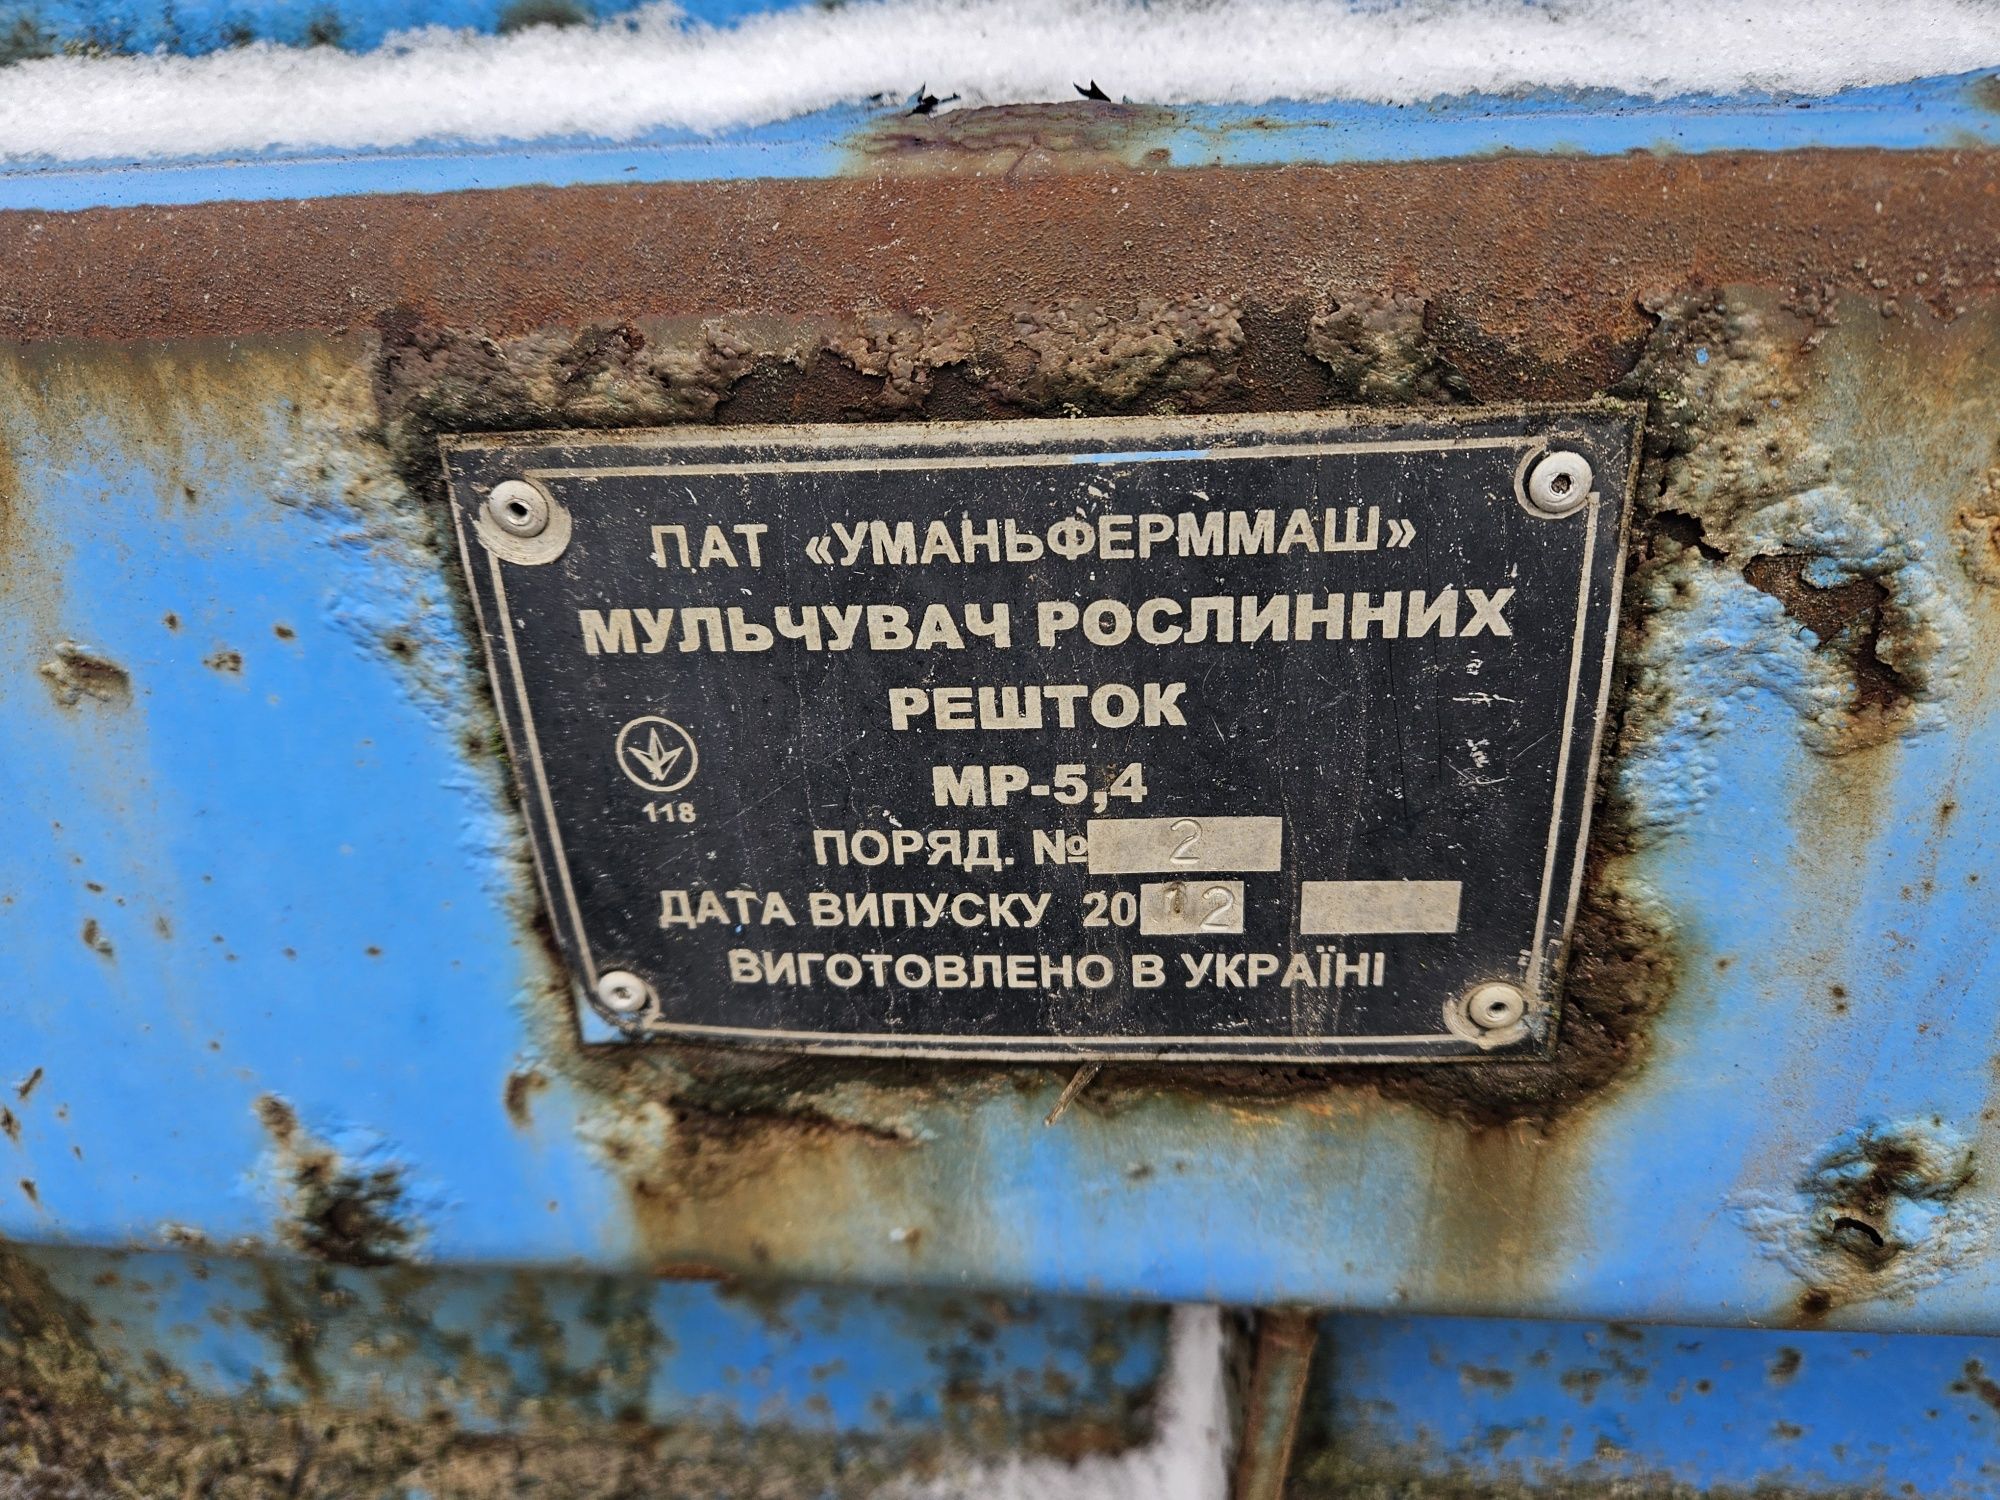 ПАТ «УМАНЬФЕРММАШ»
МУЛЬЧУВАЧ РОСЛИННИХ
РЕШТОК
МР-5,4
118
ПОРЯД. № 2
ДАТА ВИПУСКУ 2012
ВИГОТОВЛЕНО В УКРАЇНІ